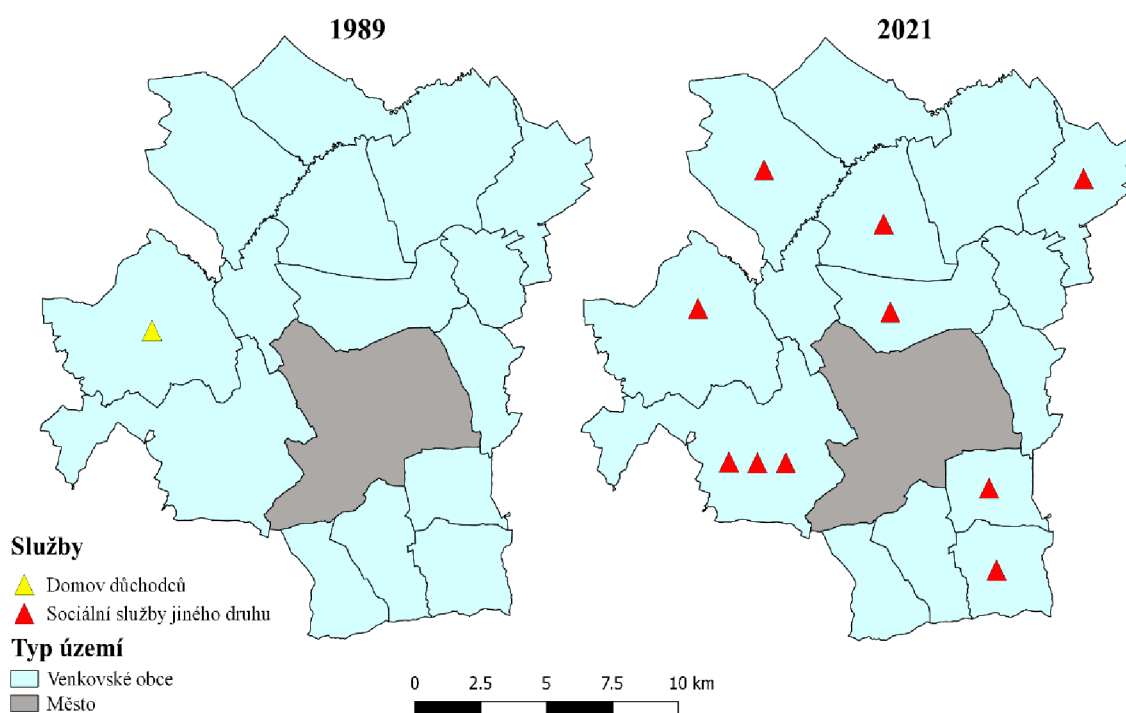 1989
2021
Služby
Domov důchodců
Sociální služby jiného druhu
Typ území
Venkovské obce
Město
0 2.5 5 7.5 10 km